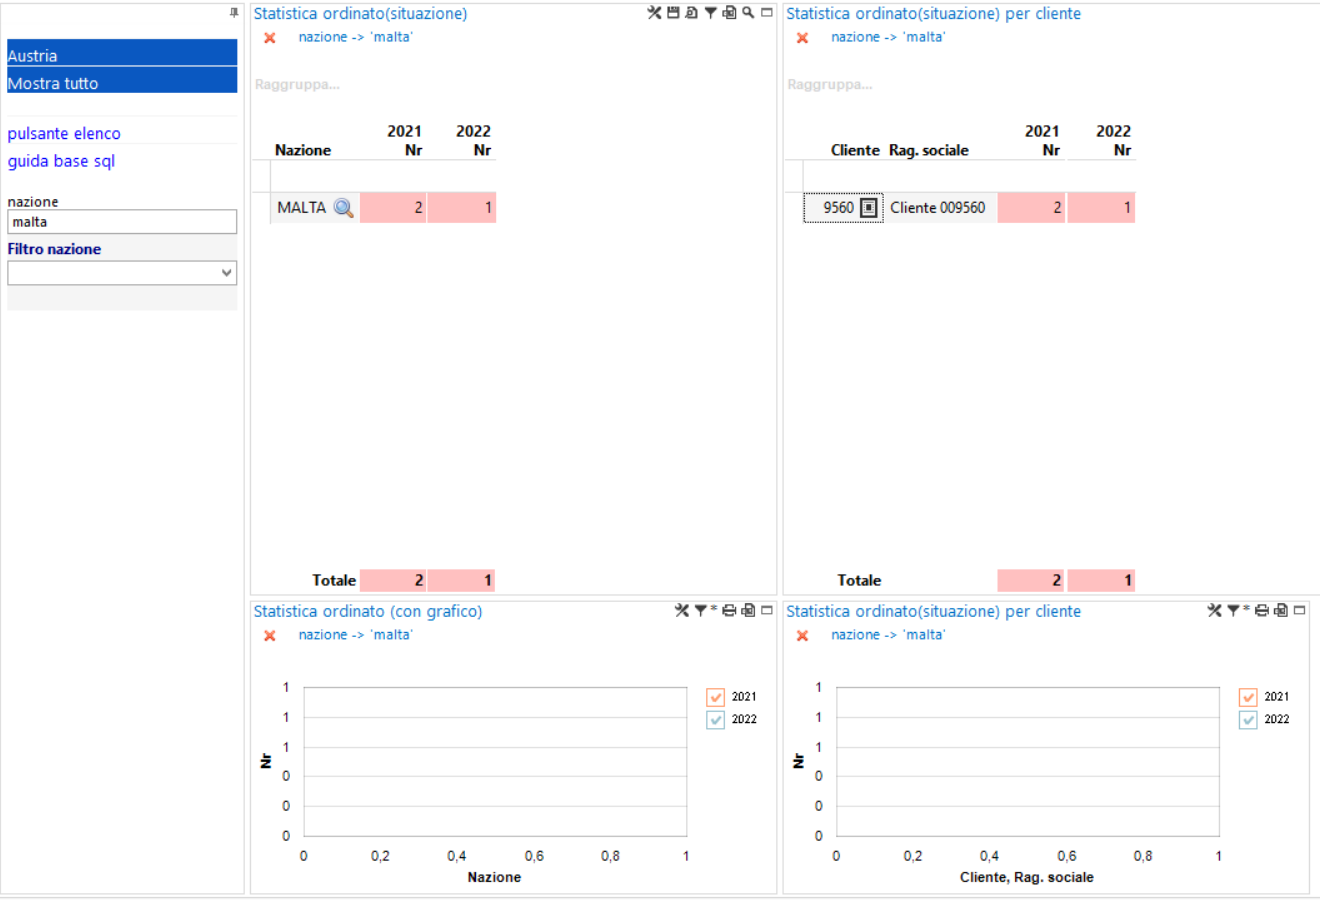 Austria
Mostra tutto
pulsante elenco
guida base sql
nazione
malta
Filtro nazione
Statistica ordinato(situazione)
nazione -> 'malta'
Raggruppa...
2021 2022
Nazione Nr Nr
MALTA 2 1
Totale 2 1
Statistica ordinato(situazione) per cliente
nazione -> 'malta'
Raggruppa...
2021 2022
Cliente Rag. sociale Nr Nr
9560 Cliente 009560 2 1
Totale 2 1
Statistica ordinato (con grafico)
nazione -> 'malta'
1
1
1
0
0
0
Nr
0 0,2 0,4 0,6 0,8 1
Nazione
2021
2022
Statistica ordinato(situazione) per cliente
nazione -> 'malta'
1
1
1
0
0
0
Nr
0 0,2 0,4 0,6 0,8 1
Cliente, Rag. sociale
2021
2022